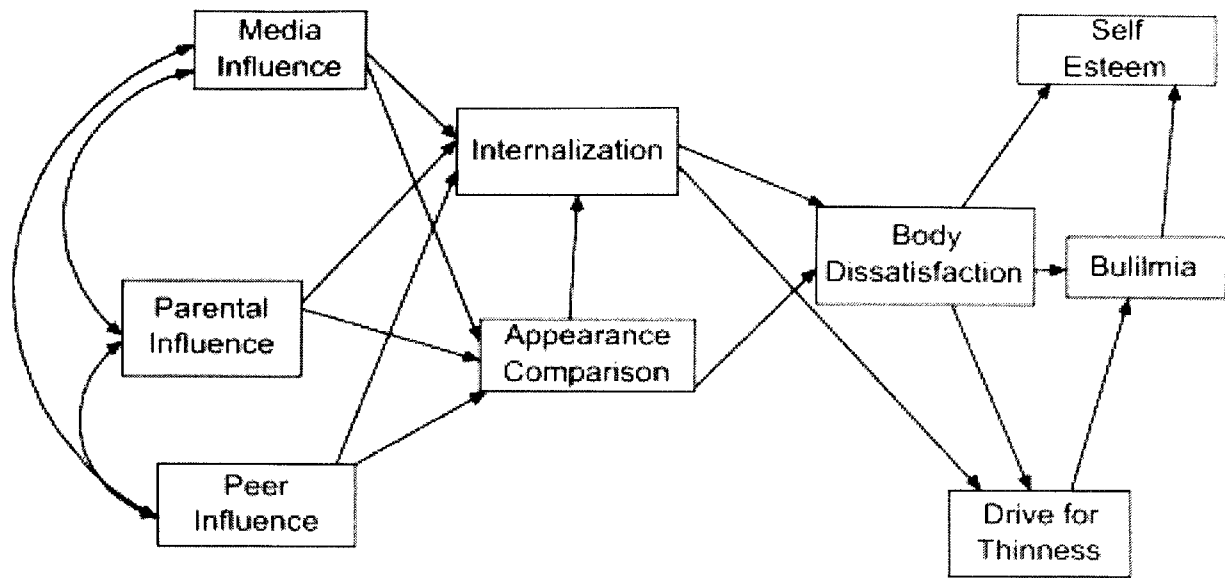 Media
Influence
Self
Esteem
Internalization
Body
Dissatisfaction
Bulilmia
Parental
Influence
Appearance
Comparison
Peer
Influence
Drive for
Thinness